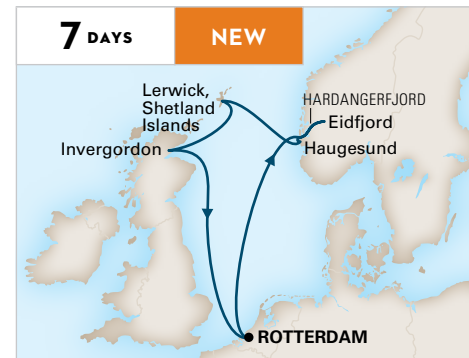 7 DAYS
NEW
Lerwick,
Shetland
Islands
HARDANGERFJORD
Eidfjord
Invergordon
Haugesund
ROTTERDAM